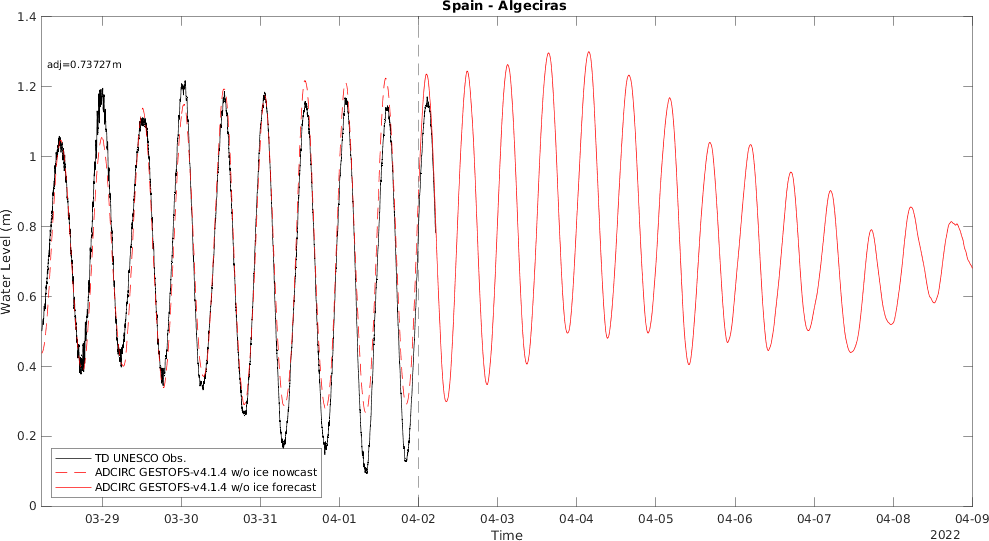 Spain - Algeciras
adj=0.73727m
1.4
1.2
1
0.8
0.6
0.4
0.2
0
Water Level (m)
TD UNESCO Obs.
ADCIRC GESTOFS-v4.1.4 w/o ice nowcast
ADCIRC GESTOFS-v4.1.4 w/o ice forecast
03-29 03-30 03-31 04-01 04-02 04-03 04-04 04-05 04-06 04-07 04-08 04-09
Time
2022